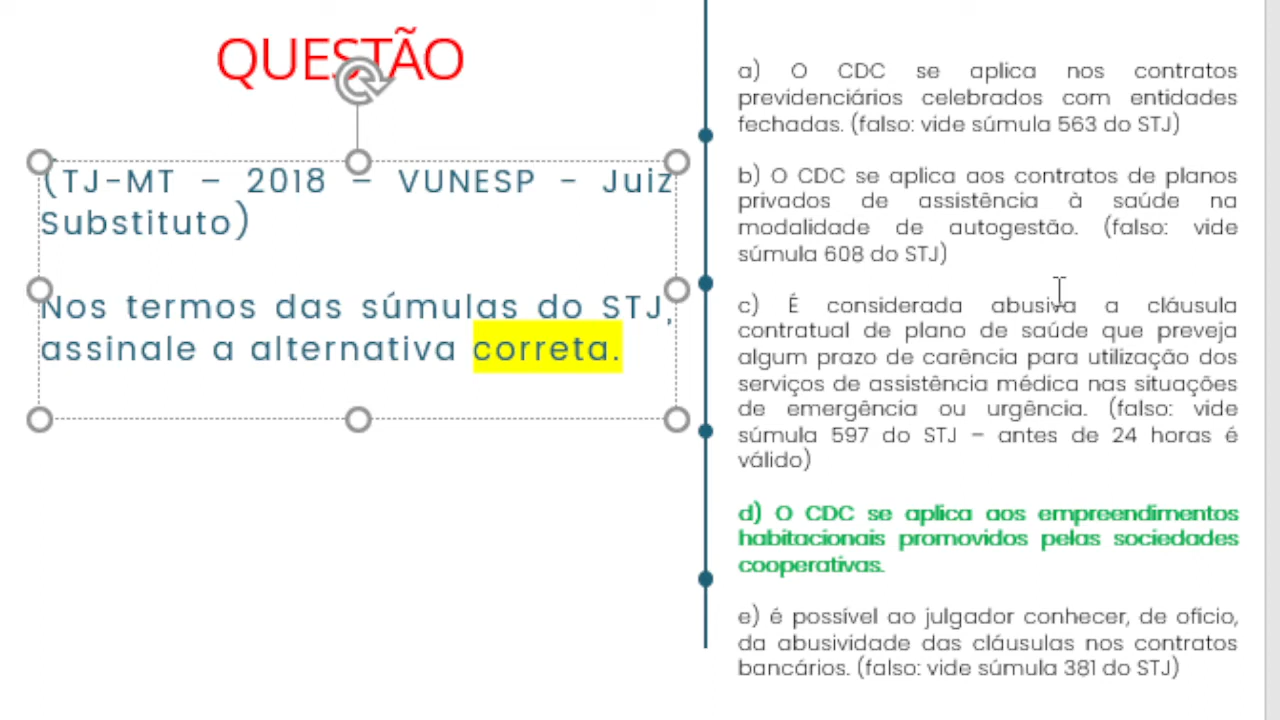 QUESTÃO
(TJ-MT – 2018 – VUNESP - Juiz
Substituto)
Nos termos das súmulas do STJ,
assinale a alternativa correta.
a) O CDC se aplica nos contratos
previdenciários celebrados com entidades
fechadas. (falso: vide súmula 563 do STJ)
b) O CDC se aplica aos contratos de planos
privados de assistência à saúde na
modalidade de autogestão. (falso: vide
súmula 608 do STJ)
c) É considerada abusiva a cláusula
contratual de plano de saúde que preveja
algum prazo de carência para utilização dos
serviços de assistência médica nas situações
de emergência ou urgência. (falso: vide
súmula 597 do STJ – antes de 24 horas é
válido)
d) O CDC se aplica aos empreendimentos
habitacionais promovidos pelas sociedades
cooperativas.
e) é possível ao julgador conhecer, de ofício,
da abusividade das cláusulas nos contratos
bancários. (falso: vide súmula 381 do STJ)